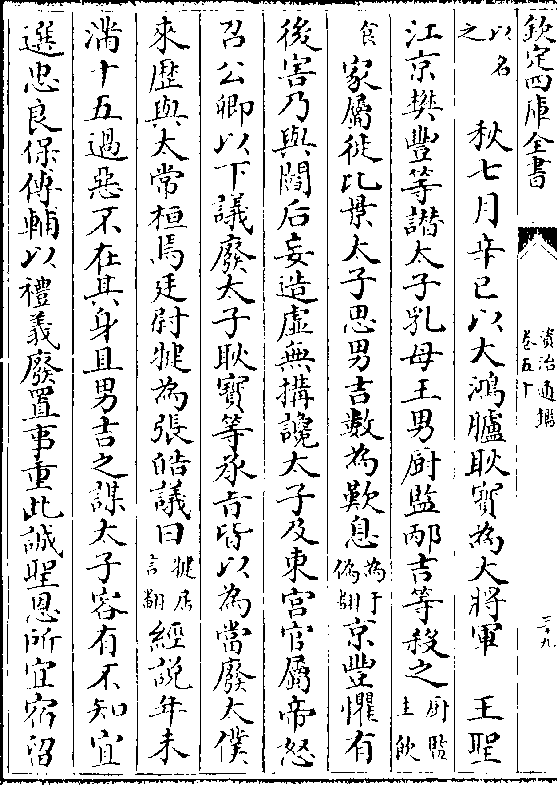 欽定四庫全書
資治通鑑
卷五十
三九
以名之　秋七月辛巳以大鴻臚耿寶為大將軍　王聖
江京樊豐等譖太子乳母王男廚監邴吉等殺之廚監主飲
食家屬徙比景太子思男吉數為歎息為于偽翻京豐懼有
後害乃與閻后妄造虛無搆讒太子及東宮官屬帝怒
召公卿以下議廢太子耿寶等承旨皆以為當廢太僕
來歴與太常桓焉廷尉犍為張皓議曰犍居言翻經説年未
滿十五過惡不在其身且男吉之謀太子容有不知宜
選忠良保傅輔以禮義廢置事重此誠聖恩所宜宿留